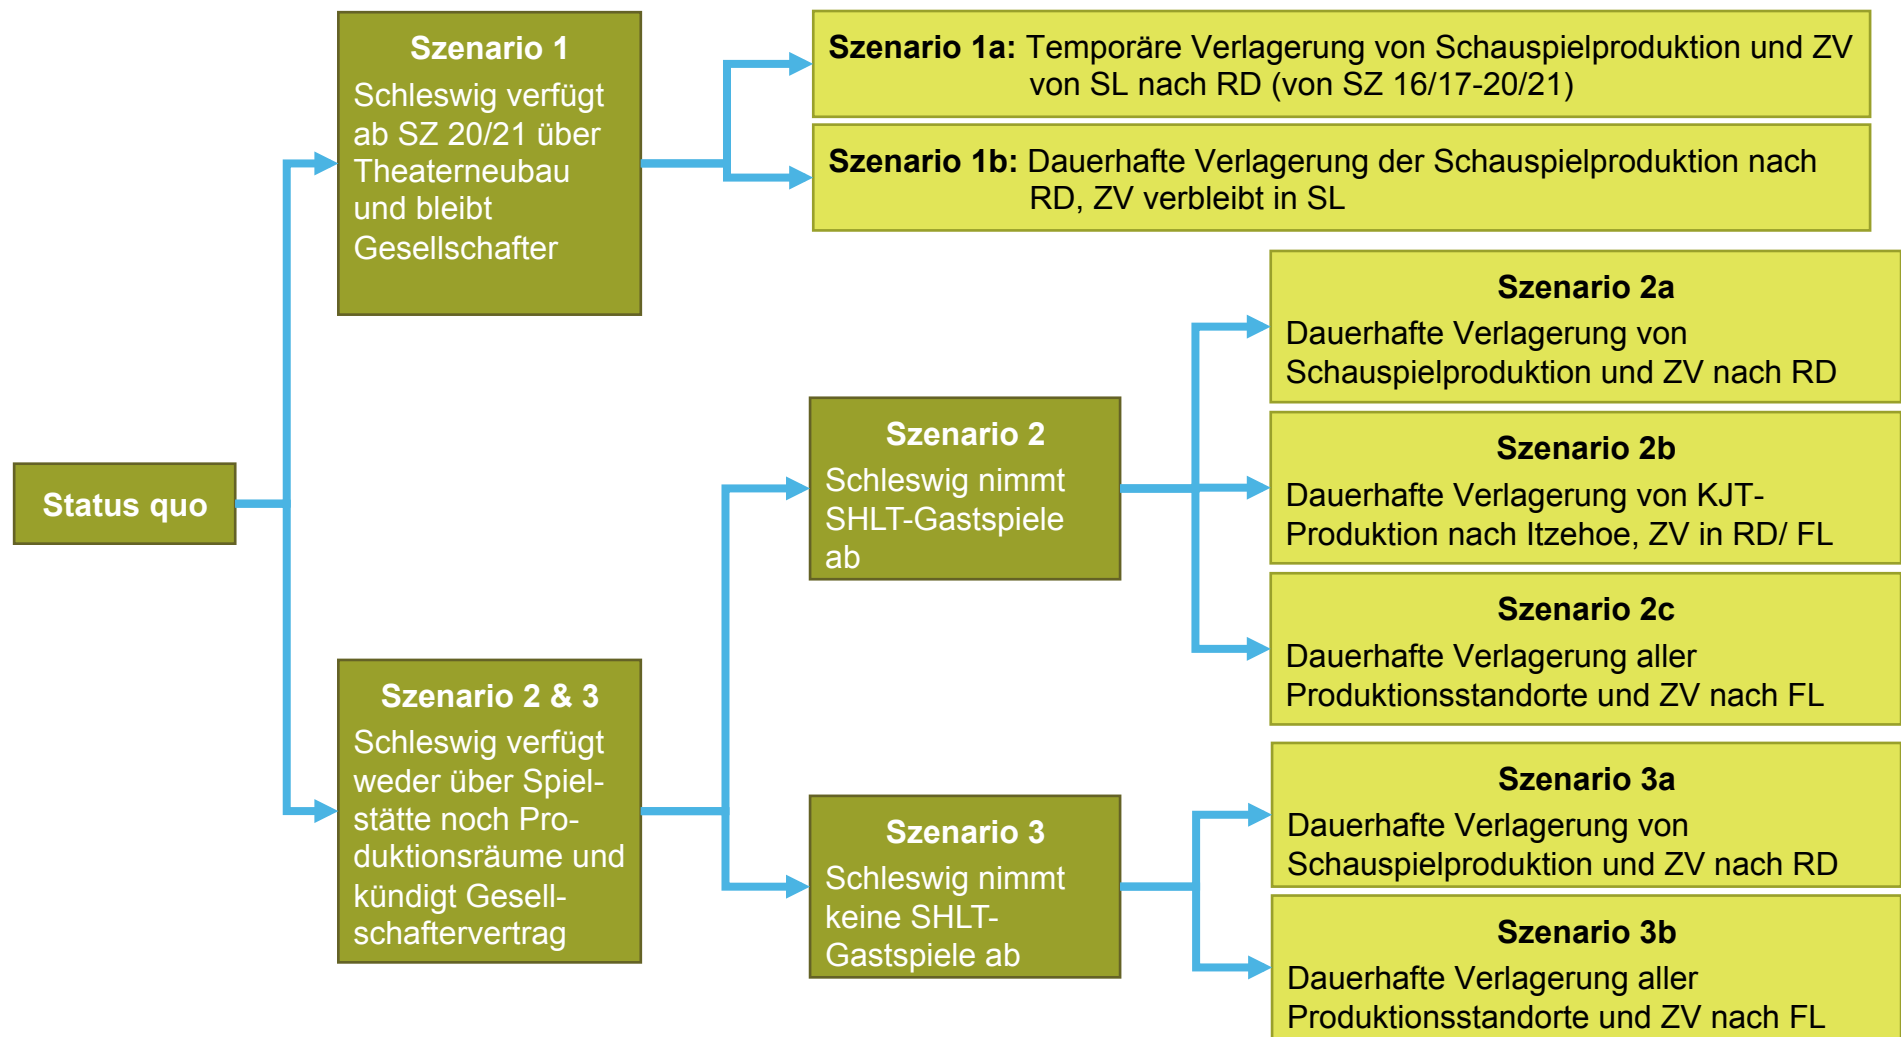 Szenario 1
Schleswig verfügt
ab SZ 20/21 über
Theaterneubau
und bleibt
Gesellschafter
Szenario 1a: Temporäre Verlagerung von Schauspielproduktion und ZV
von SL nach RD (von SZ 16/17-20/21)
Szenario 1b: Dauerhafte Verlagerung der Schauspielproduktion nach
RD, ZV verbleibt in SL
Status quo
Szenario 2 & 3
Schleswig verfügt
weder über Spiel-
stätte noch Pro-
duktionsräume und
kündigt Gesell-
schaftervertrag
Szenario 2
Schleswig nimmt
SHLT-Gastspiele
ab
Szenario 2a
Dauerhafte Verlagerung von
Schauspielproduktion und ZV nach RD
Szenario 2b
Dauerhafte Verlagerung von KJT-
Produktion nach Itzehoe, ZV in RD/ FL
Szenario 2c
Dauerhafte Verlagerung aller
Produktionsstandorte und ZV nach FL
Szenario 3
Schleswig nimmt
keine SHLT-
Gastspiele ab
Szenario 3a
Dauerhafte Verlagerung von
Schauspielproduktion und ZV nach RD
Szenario 3b
Dauerhafte Verlagerung aller
Produktionsstandorte und ZV nach FL